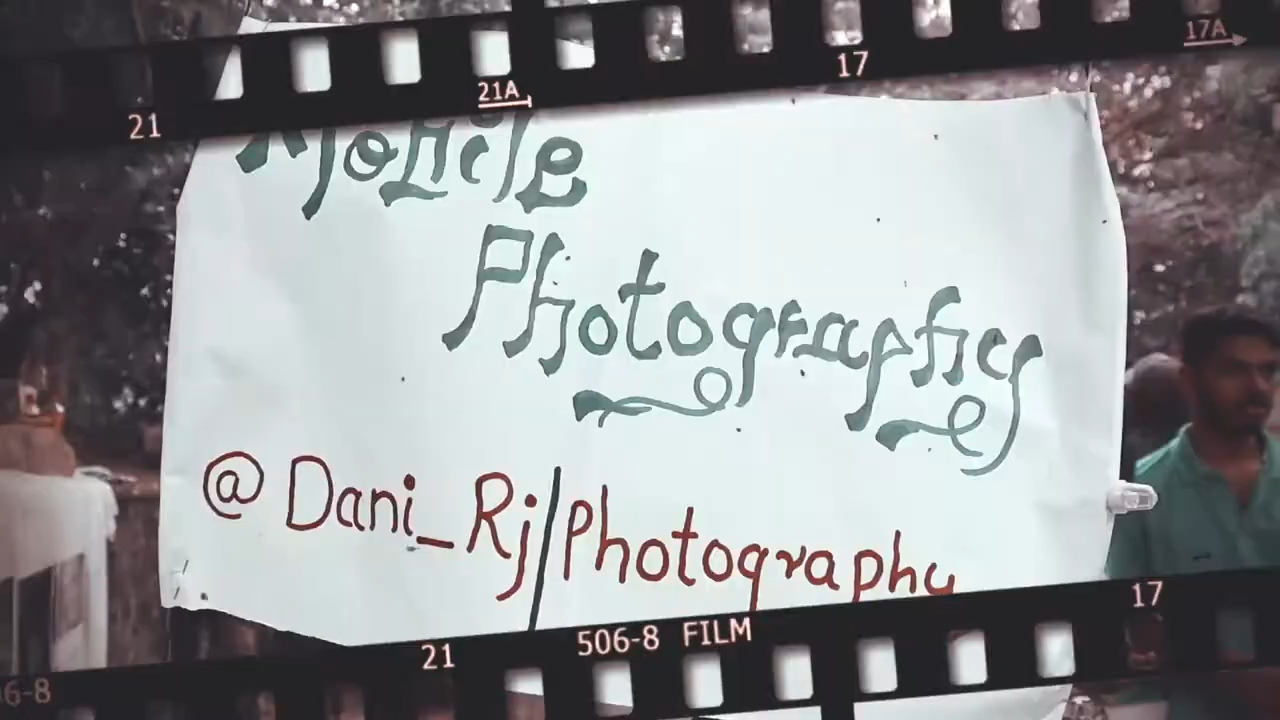 17A
17
21A
21
Mobile
Photography
@ Dani_Rj/Photography
17
506-8 FILM
21
6-8